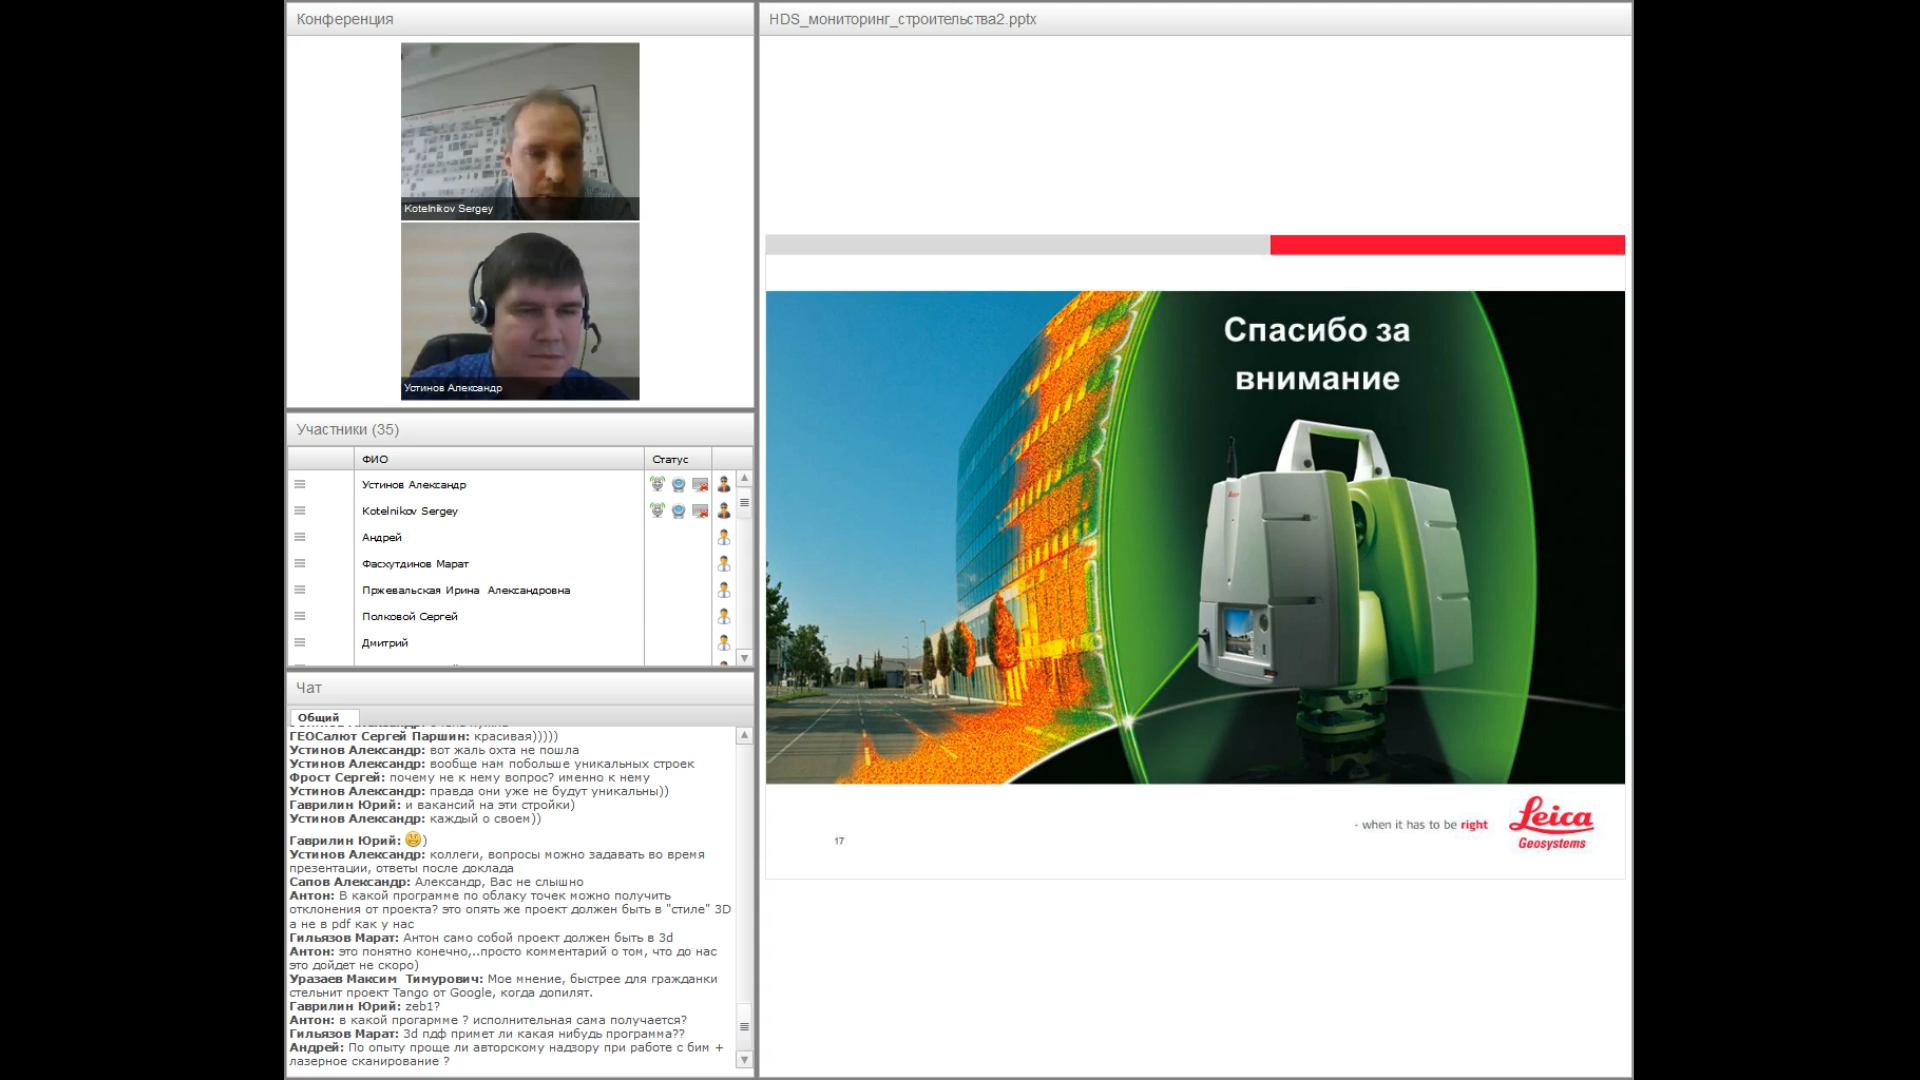 Конференция
Kotelnikov Sergey
Устинов Александр
Участники (35)
ФИО Статус
Устинов Александр
Kotelnikov Sergey
Андрей
Фасхутдинов Марат
Пржевальская Ирина Александровна
Полковой Сергей
Дмитрий
Чат
Общий
ГЕОСалют Сергей Паршин: красивая)))))
Устинов Александр: вот жаль охта не пошла
Устинов Александр: вообще нам побольше уникальных строек
Фрост Сергей: почему не к нему вопрос? именно к нему
Устинов Александр: правда они уже не будут уникальны))
Гаврилин Юрий: и вакансий на эти стройки)
Устинов Александр: каждый о своем))
Гаврилин Юрий: )
Устинов Александр: коллеги, вопросы можно задавать во время
презентации, ответы после доклада
Сапов Александр: Александр, Вас не слышно
Антон: В какой программе по облаку точек можно получить
отклонения от проекта? это опять же проект должен быть в "стиле" 3D
а не в pdf как у нас
Гильязов Марат: Антон само собой проект должен быть в 3d
Антон: это понятно конечно,..просто комментарий о том, что до нас
это дойдет не скоро)
Уразаев Максим Тимурович: Мое мнение, быстрее для гражданки
стельнит проект Tango от Google, когда допилят.
Гаврилин Юрий: zeb1?
Антон: в какой прогармме ? исполнительная сама получается?
Гильязов Марат: 3d пдф примет ли какая нибудь программа??
Андрей: По опыту проще ли авторскому надзору при работе с бим +
лазерное сканирование ?
HDS_мониторинг_строительства2.pptx
Спасибо за
внимание
- when it has to be right
Leica
Geosystems
17